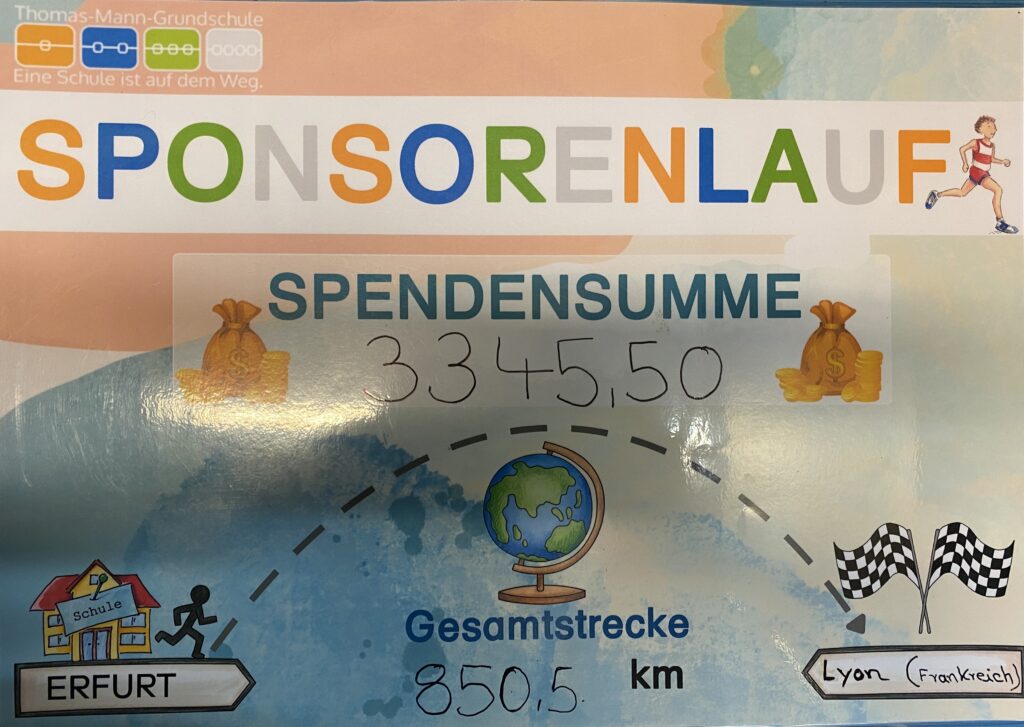 Thomas-Mann-Grundschule
Eine Schule ist auf dem Weg.
SPONSORENLAUF
SPENDENSUMME
3345,50
Schule
Gesamtstrecke
850,5 km
ERFURT
Lyon (Frankreich)